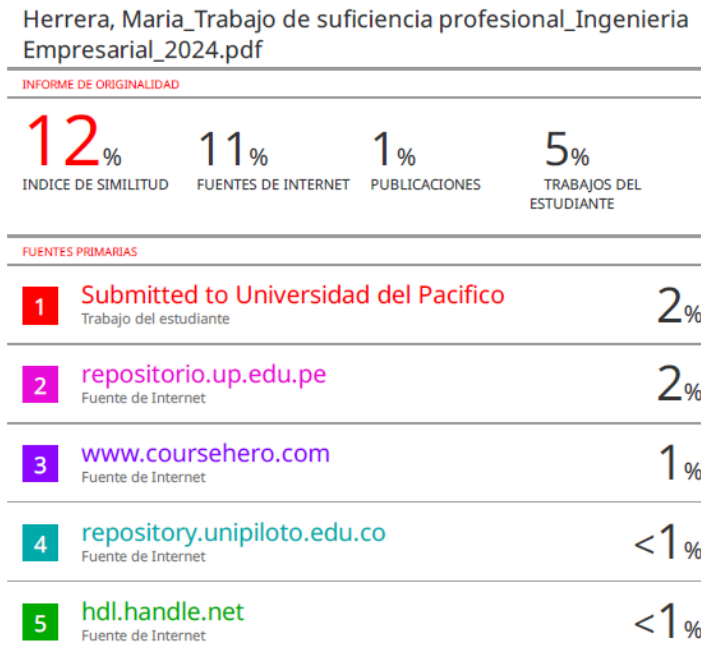 Herrera, Maria_Trabajo de suficiencia profesional_Ingenieria
Empresarial_2024.pdf
INFORME DE ORIGINALIDAD
12% 11% 1% 5%
INDICE DE SIMILITUD FUENTES DE INTERNET PUBLICACIONES TRABAJOS DEL
ESTUDIANTE
FUENTES PRIMARIAS
1 Submitted to Universidad del Pacifico 2%
Trabajo del estudiante
2 repositorio.up.edu.pe 2%
Fuente de Internet
3 www.coursehero.com 1%
Fuente de Internet
4 repository.unipiloto.edu.co <1%
Fuente de Internet
5 hdl.handle.net <1%
Fuente de Internet